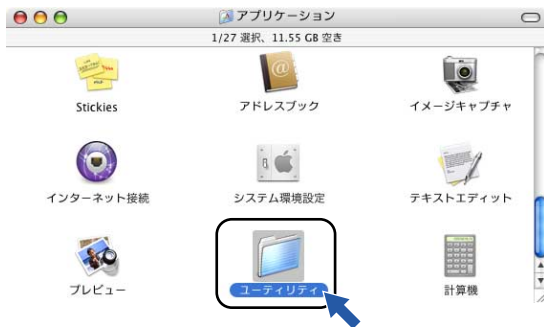 アプリケーション
1/27 選択、11.55 GB 空き
Stickies
アドレスブック
イメージキャプチャ
インターネット接続
システム環境設定
テキストエディット
プレビュー
ユーティリティ
計算機